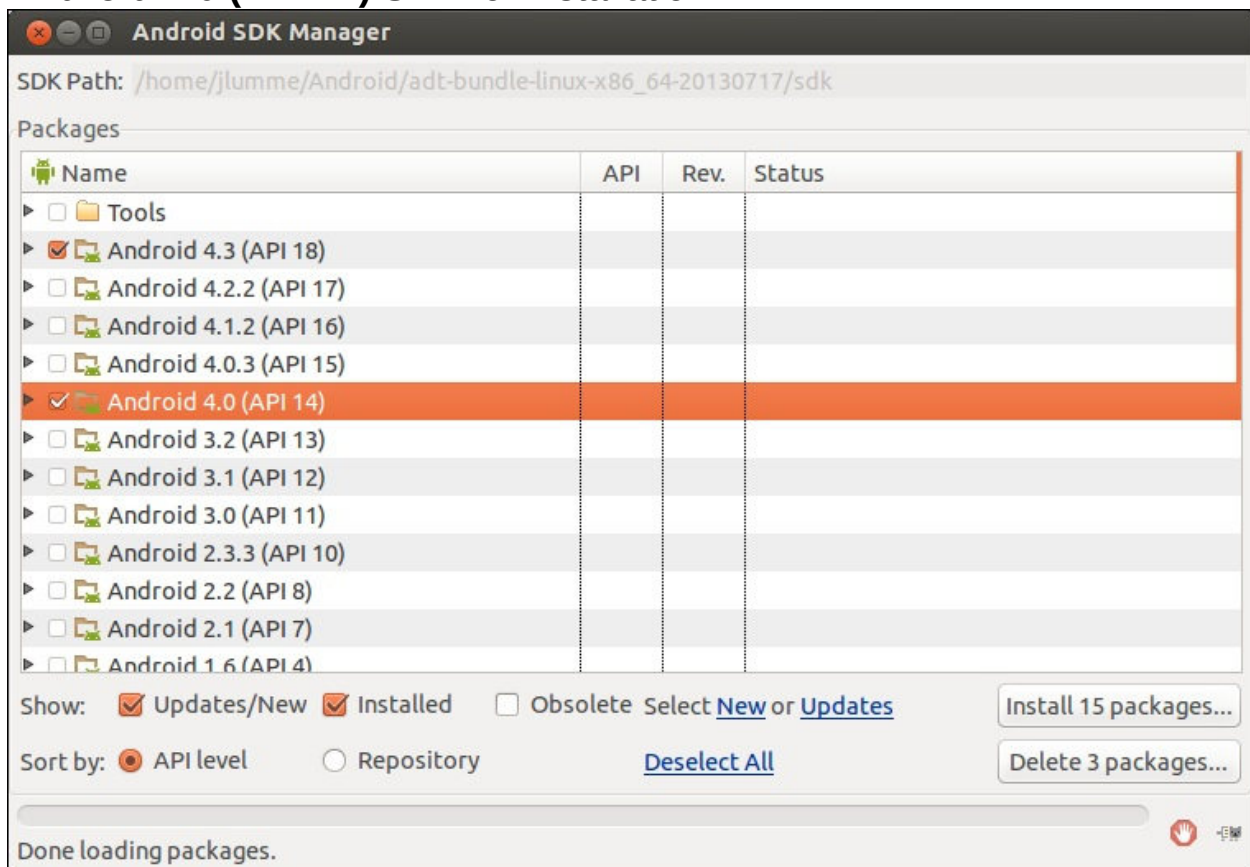 Android SDK Manager
SDK Path: /home/jlumme/Android/adt-bundle-linux-x86_64-20130717/sdk
Packages
Name API Rev. Status
Tools
Android 4.3 (API 18)
Android 4.2.2 (API 17)
Android 4.1.2 (API 16)
Android 4.0.3 (API 15)
Android 4.0 (API 14)
Android 3.2 (API 13)
Android 3.1 (API 12)
Android 3.0 (API 11)
Android 2.3.3 (API 10)
Android 2.2 (API 8)
Android 2.1 (API 7)
Android 1.6 (API 4)
Show: Updates/New Installed Obsolete Select New or Updates Install 15 packages...
Sort by: API level Repository Deselect All Delete 3 packages...
Done loading packages.